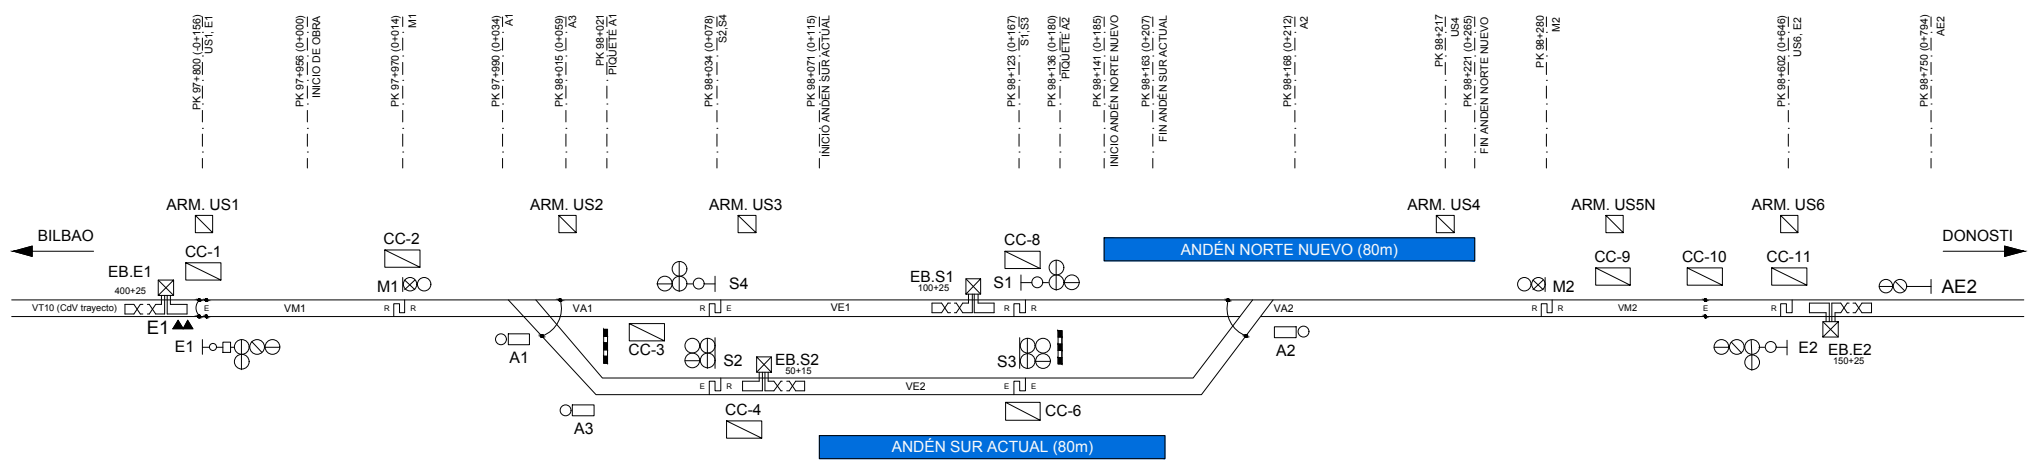 PK 97+800 (-0+156)
US1, E1
PK 97+956 (0+000)
INICIO DE OBRA
PK 97+970 (0+014)
M1
PK 97+990 (0+034)
A1
PK 98+015 (0+059)
A3
PK 98+021
PIQUETE A1
PK 98+034 (0+078)
S2,S4
PK 98+071 (0+115)
INICIO ANDEN SUR ACTUAL
PK 98+123 (0+167)
S1,S3
PK 98+136 (0+180)
PIQUETE A2
PK 98+141 (0+185)
INICIO ANDÉN NORTE NUEVO
PK 98+163 (0+207)
FIN ANDÉN SUR ACTUAL
PK 98+168 (0+212)
A2
PK 98+217
US4
PK 98+221 (0+265)
FIN ANDEN NORTE NUEVO
PK 98+280
M2
PK 98+602 (0+646)
US6, E2
PK 98+750 (0+794)
AE2
ARM. US1
ARM. US2
ARM. US3
ARM. US4
ARM. US5N
ARM. US6
BILBAO
DONOSTI
CC-1
CC-2
CC-8
ANDÉN NORTE NUEVO (80m)
CC-9
CC-10
CC-11
EB.E1
400+25
M1
S4
EB.S1
100+25
S1
M2
AE2
VT10 (CdV trayecto)
E
VM1
R
R
VA1
R
E
VE1
R
R
VA2
R
R
VM2
E
R
R
E1
E1
A1
CC-3
S2
EB.S2
50+15
S3
A2
E2
EB.E2
150+25
E
R
VE2
E
E
A3
CC-4
CC-6
ANDÉN SUR ACTUAL (80m)